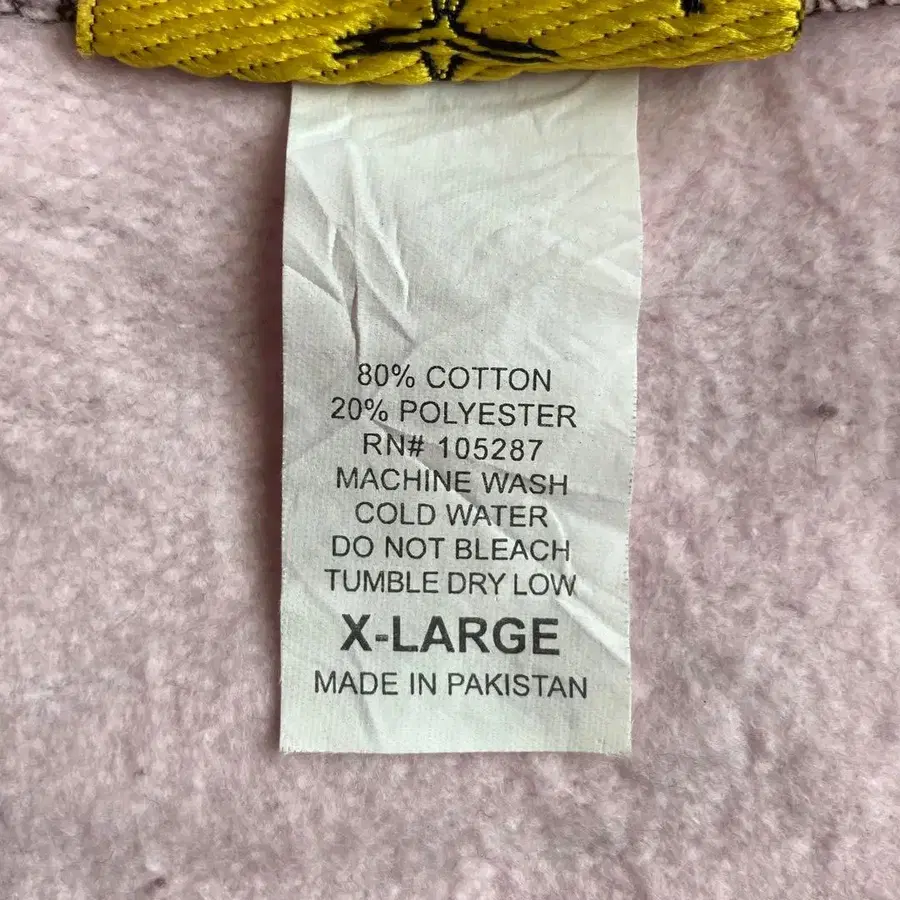 80% COTTON
20% POLYESTER
RN# 105287
MACHINE WASH
COLD WATER
DO NOT BLEACH
TUMBLE DRY LOW
X-LARGE
MADE IN PAKISTAN